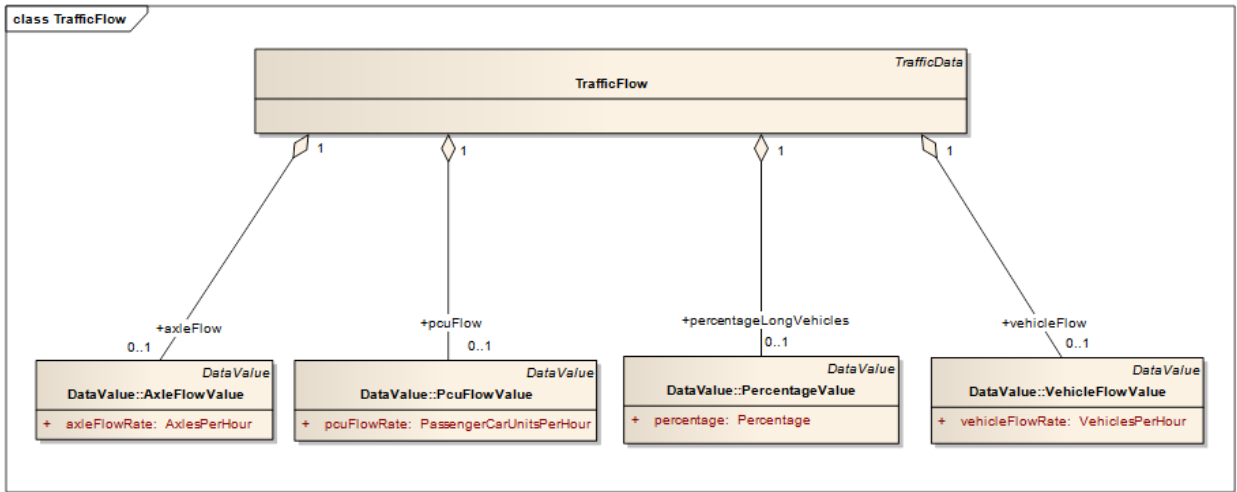 class TrafficFlow
TrafficData
TrafficFlow
1
1
1
1
+axleFlow
0..1
+pcuFlow
0..1
+percentageLongVehicles
0..1
+vehicleFlow
0..1
DataValue
DataValue::AxleFlowValue
+ axleFlowRate: AxlesPerHour
DataValue
DataValue::PcuFlowValue
+ pcuFlowRate: PassengerCarUnitsPerHour
DataValue
DataValue::PercentageValue
+ percentage: Percentage
DataValue
DataValue::VehicleFlowValue
+ vehicleFlowRate: VehiclesPerHour